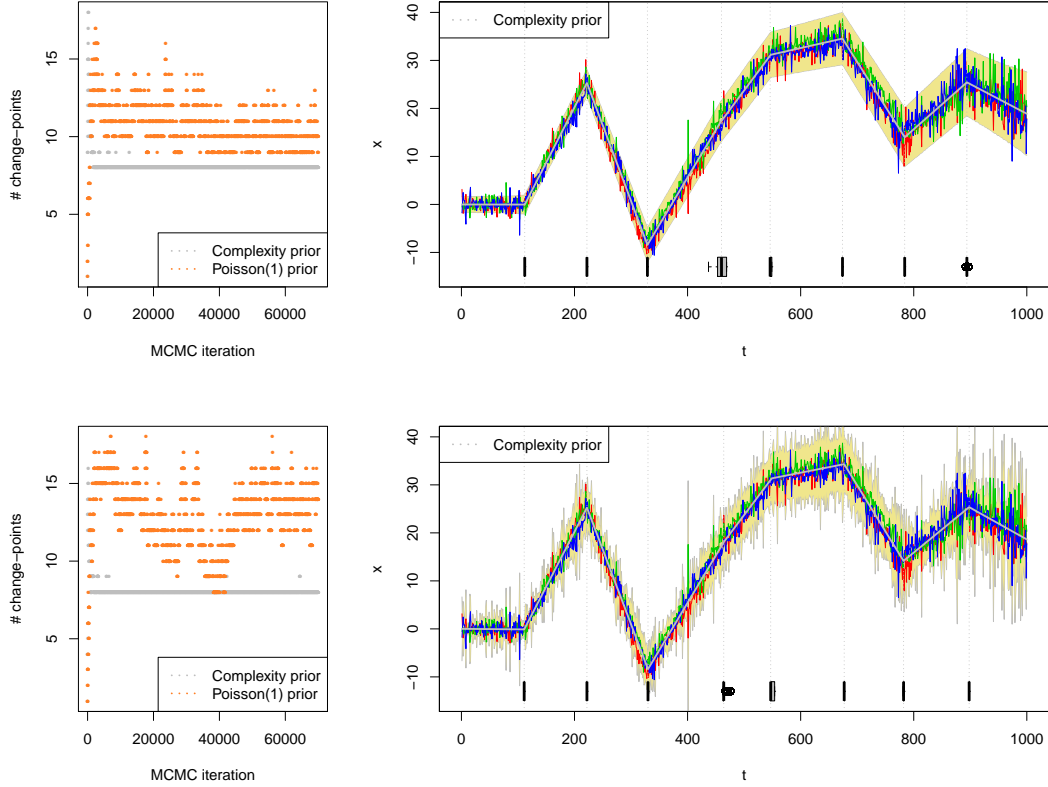 # change−points
5
10
15
0
20000
40000
60000
MCMC iteration
Complexity prior
Poisson(1) prior
x
−10
0
10
20
30
40
0
200
400
600
800
1000
t
Complexity prior
# change−points
5
10
15
0
20000
40000
60000
MCMC iteration
Complexity prior
Poisson(1) prior
x
−10
0
10
20
30
40
0
200
400
600
800
1000
t
Complexity prior